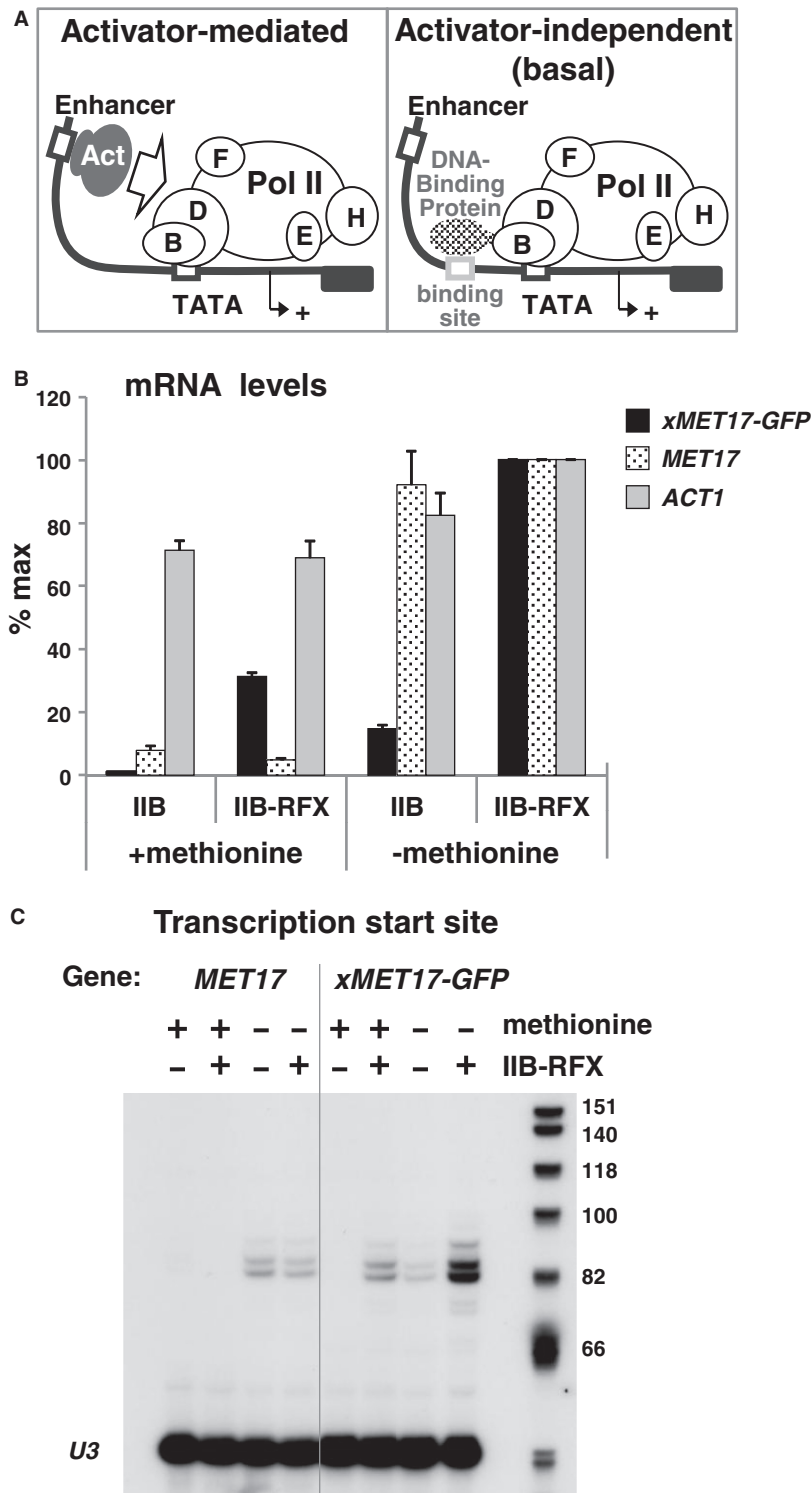 A
Activator-mediated
Enhancer
Act
F
Pol II
D
B
E
H
TATA
+
Activator-independent
(basal)
Enhancer
DNA-
Binding
Protein
F
Pol II
D
B
E
H
binding
site
TATA
+
B
mRNA levels
120
100
80
60
40
20
0
% max
xMET17-GFP
MET17
ACT1
IIB
IIB-RFX
IIB
IIB-RFX
+methionine
-methionine
C
Transcription start site
Gene:
MET17
xMET17-GFP
+ + – – + + – – methionine
– + – + – + – + IIB-RFX
151
140
118
100
82
66
U3